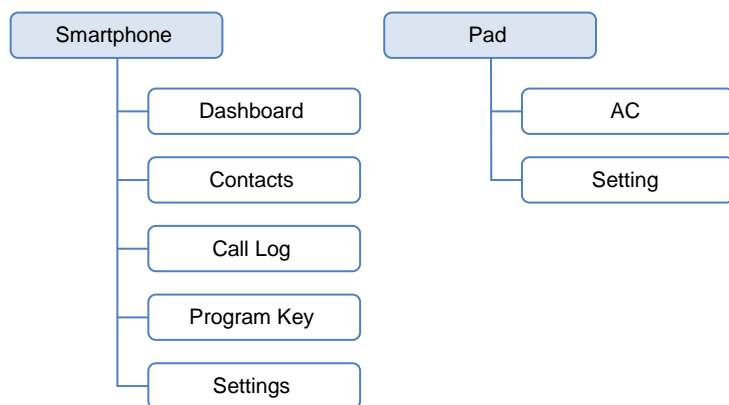 Smartphone
Dashboard
Contacts
Call Log
Program Key
Settings
Pad
AC
Setting